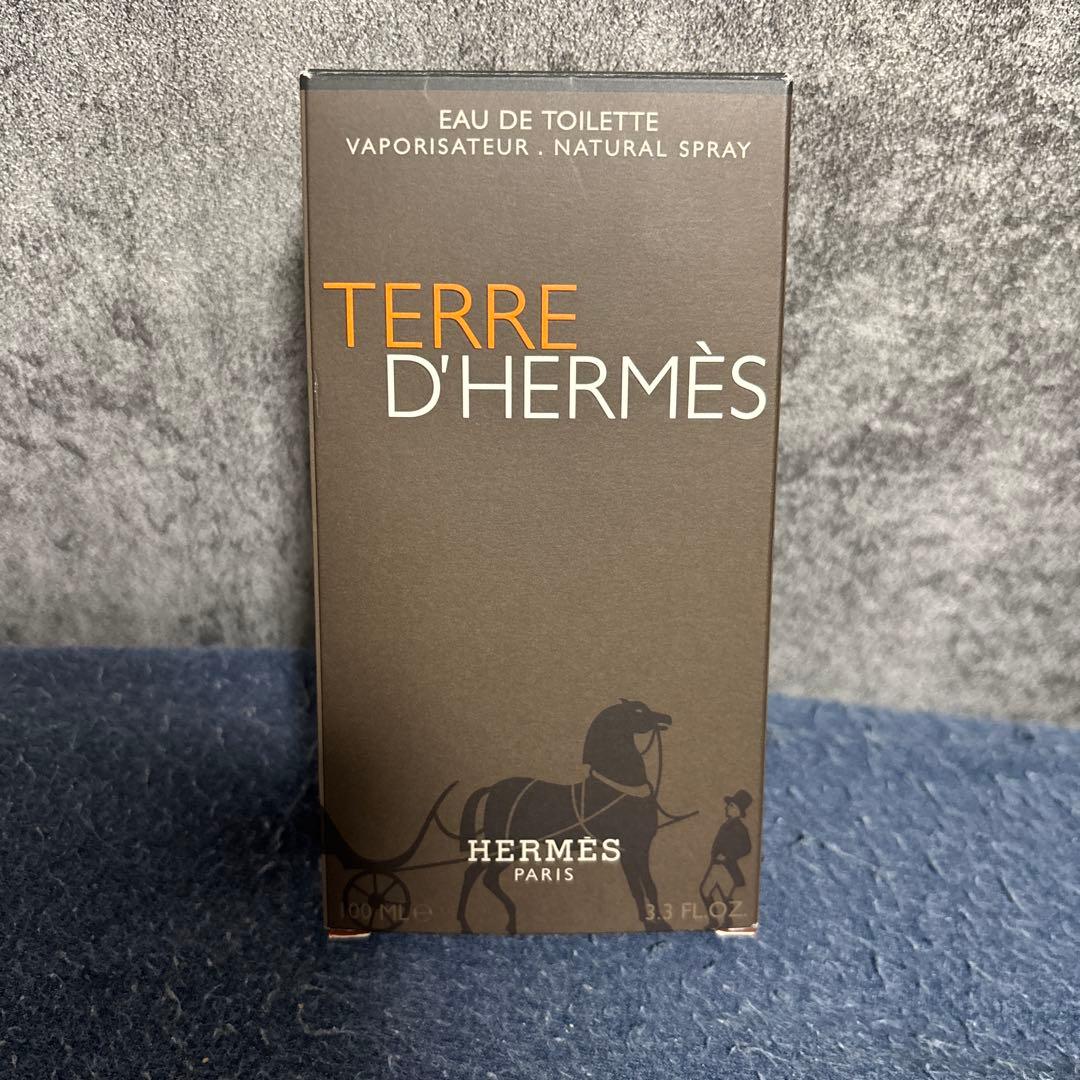 EAU DE TOILETTE
VAPORISATEUR . NATURAL SPRAY
TERRE
D'HERMÈS
HERMÈS
PARIS
100 ML ℮ 3.3 FL.OZ.